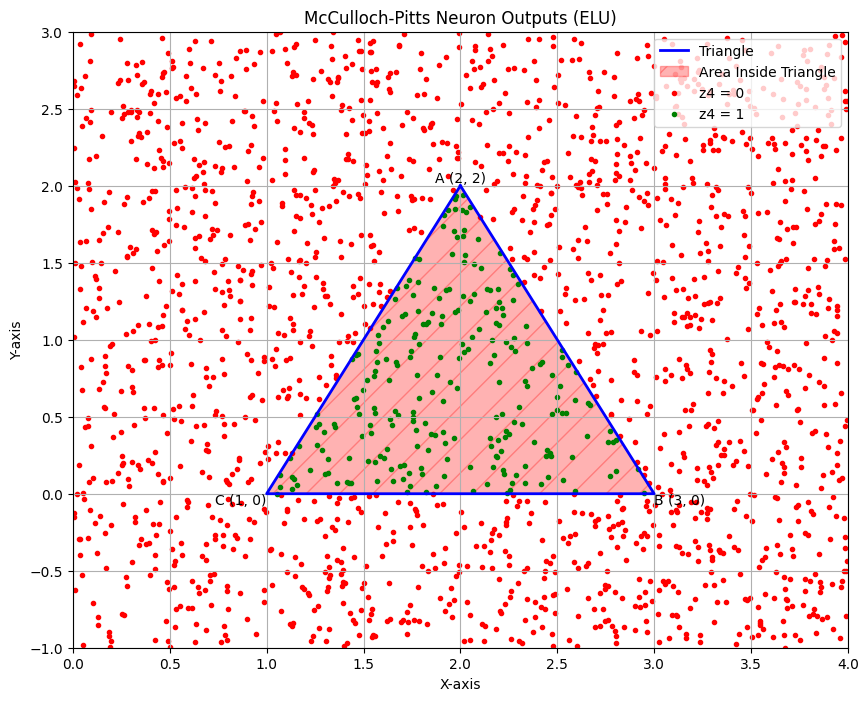 McCulloch-Pitts Neuron Outputs (ELU)
Triangle
Area Inside Triangle
z4 = 0
z4 = 1
3.0
2.5
2.0
1.5
1.0
0.5
0.0
−0.5
−1.0
Y-axis
A (2, 2)
C (1, 0)
B (3, 0)
0.0 0.5 1.0 1.5 2.0 2.5 3.0 3.5 4.0
X-axis